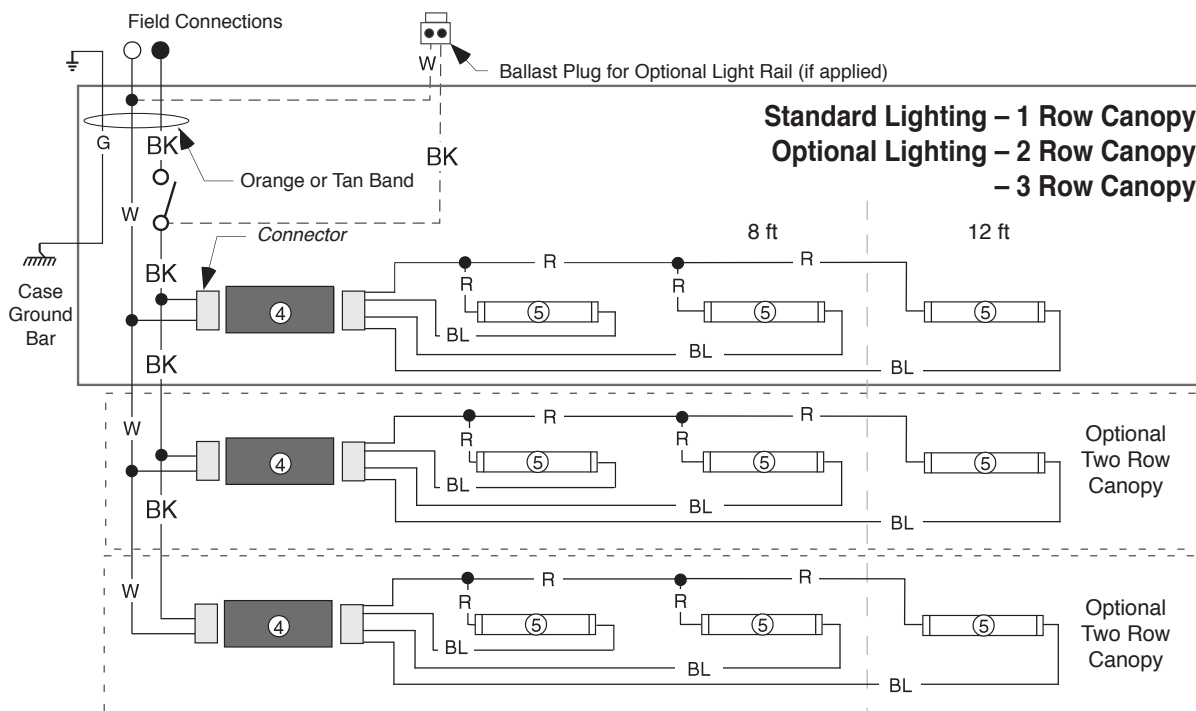 Field Connections
W
Ballast Plug for Optional Light Rail (if applied)
Standard Lighting – 1 Row Canopy
Optional Lighting – 2 Row Canopy
– 3 Row Canopy
G
BK
BK
Orange or Tan Band
W
Connector
8 ft
12 ft
BK
R
R
Case
Ground
Bar
R
R
4
5
5
5
BL
BL
BL
BK
W
R
R
R
R
4
5
5
5
BL
BL
BL
Optional
Two Row
Canopy
BK
W
R
R
R
R
4
5
5
5
BL
BL
BL
Optional
Two Row
Canopy